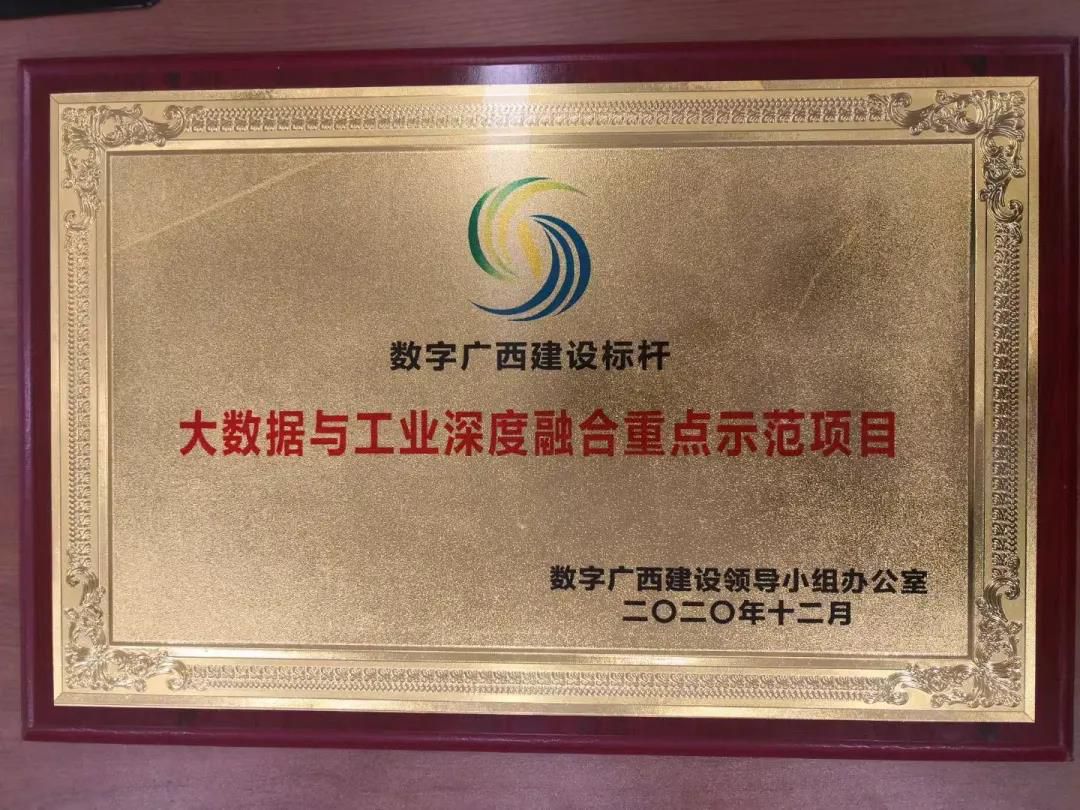 数字广西建设标杆
大数据与工业深度融合重点示范项目
数字广西建设领导小组办公室
二〇二〇年十二月